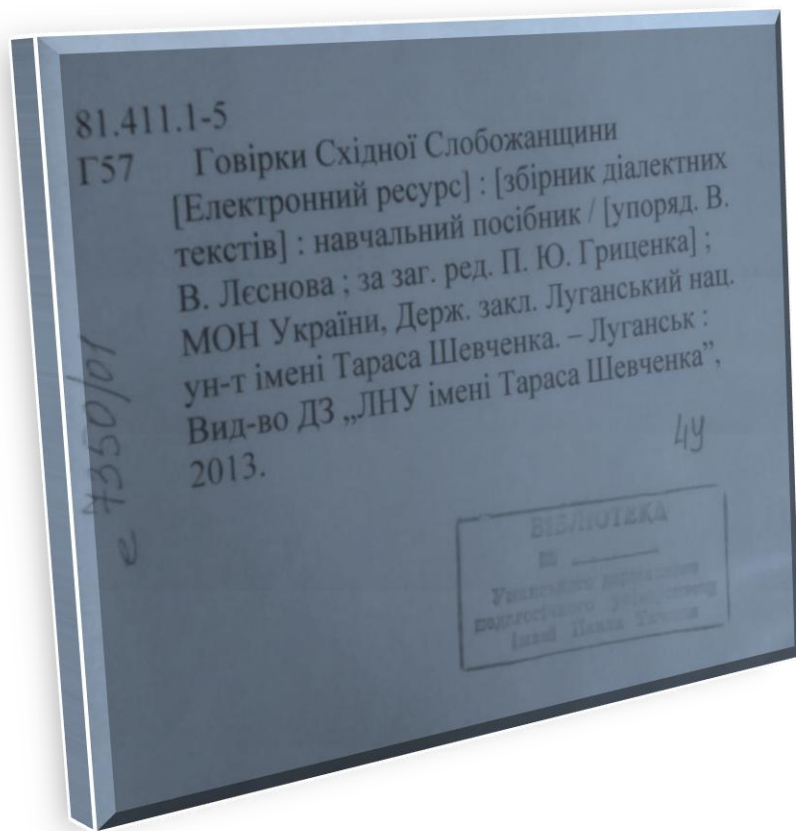 81.411.1-5
Г57 Говірки Східної Слобожанщини
[Електронний ресурс] : [збірник діалектних
текстів] : навчальний посібник / [упоряд. В.
В. Лєснова ; за заг. ред. П. Ю. Гриценка] ;
МОН України, Держ. закл. Луганський нац.
ун-т імені Тараса Шевченка. – Луганськ :
Вид-во ДЗ „ЛНУ імені Тараса Шевченка”,
2013.
е 7350/01
БІБЛІОТЕКА